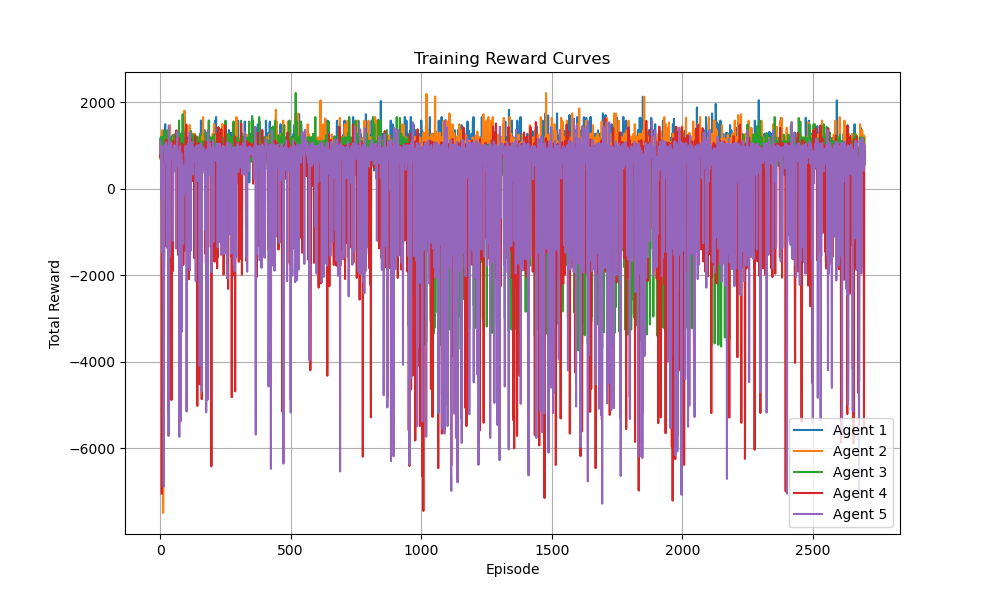 Training Reward Curves
2000
0
−2000
−4000
−6000
Total Reward
0
500
1000
1500
2000
2500
Episode
Agent 1
Agent 2
Agent 3
Agent 4
Agent 5